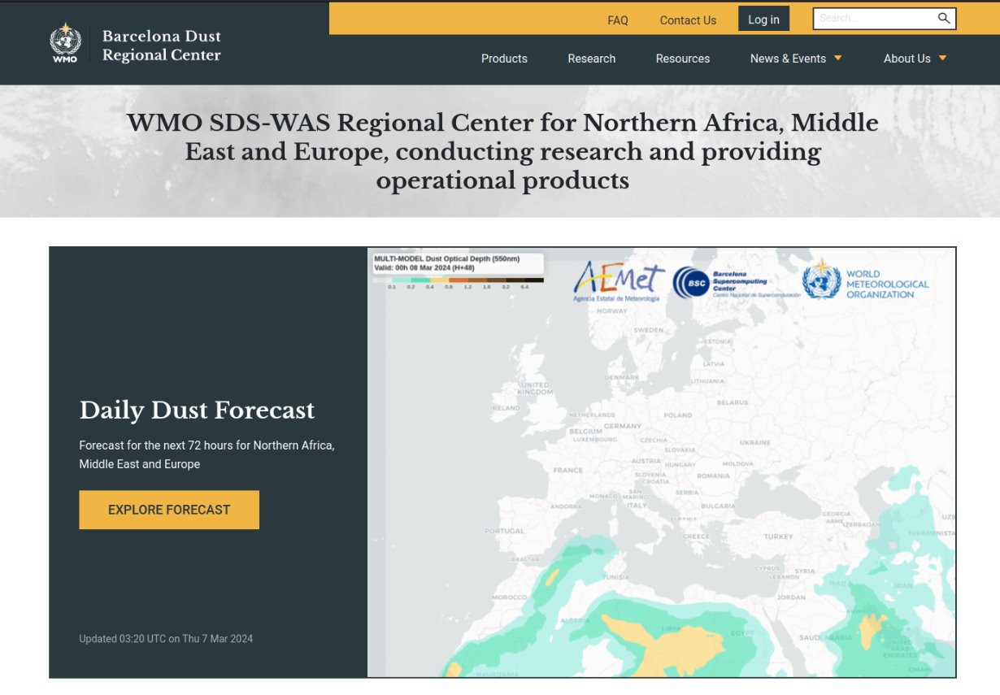 FAQ
Contact Us
Log in
Search...
WMO
Barcelona Dust
Regional Center
Products
Research
Resources
News & Events
About Us
WMO SDS-WAS Regional Center for Northern Africa, Middle
East and Europe, conducting research and providing
operational products
Daily Dust Forecast
Forecast for the next 72 hours for Northern Africa,
Middle East and Europe
EXPLORE FORECAST
Updated 03:20 UTC on Thu 7 Mar 2024
MULTI-MODEL Dust Optical Depth (550nm)
Valid: 00h 08 Mar 2024 (H+48)
0.1 0.2 0.4 0.8 1.2 1.6 3.2 6.4
AEMet
Agencia Estatal de Meteorología
BSC
Barcelona
Supercomputing
Center
Centro Nacional de Supercomputación
WORLD
METEOROLOGICAL
ORGANIZATION
NORWAY
SWEDEN
ESTONIA
LATVIA
DENMARK
LITHUANIA
UNITED
KINGDOM
IRELAND
BELARUS
NETHERLANDS
POLAND
GERMANY
BELGIUM
LUXEMBOURG
CZECHIA
UKRAINE
SLOVAKIA
AUSTRIA
HUNGARY
MOLDOVA
FRANCE
SLOVENIA
CROATIA
ROMANIA
MONACO
SAN
MARINO
SERBIA
ANDORRA
ITALY
BULGARIA
ALBANIA
GEORGIA
ARME
AZERBAIJAN
UZB
PORTUGAL
GREECE
TURKEY
TURKMENISTA
GIBRALTAR
CYPRUS
LEBANON
SYRIA
TUNISIA
IRAQ
IRAN
MOROCCO
JORDAN
KUWAIT
ALGERIA
LIBYA
EGYPT
SAUDI ARABIA
UNITED
ARAB
EMIRATES
OMAN
MAURITANIA